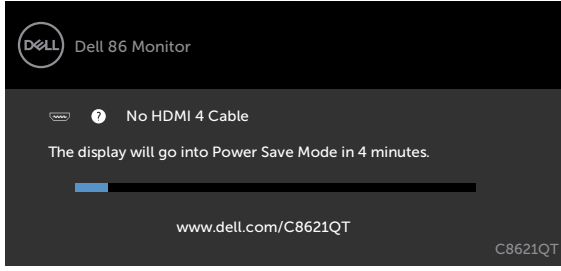 DELL Dell 86 Monitor
? No HDMI 4 Cable
The display will go into Power Save Mode in 4 minutes.
www.dell.com/C8621QT
C8621QT